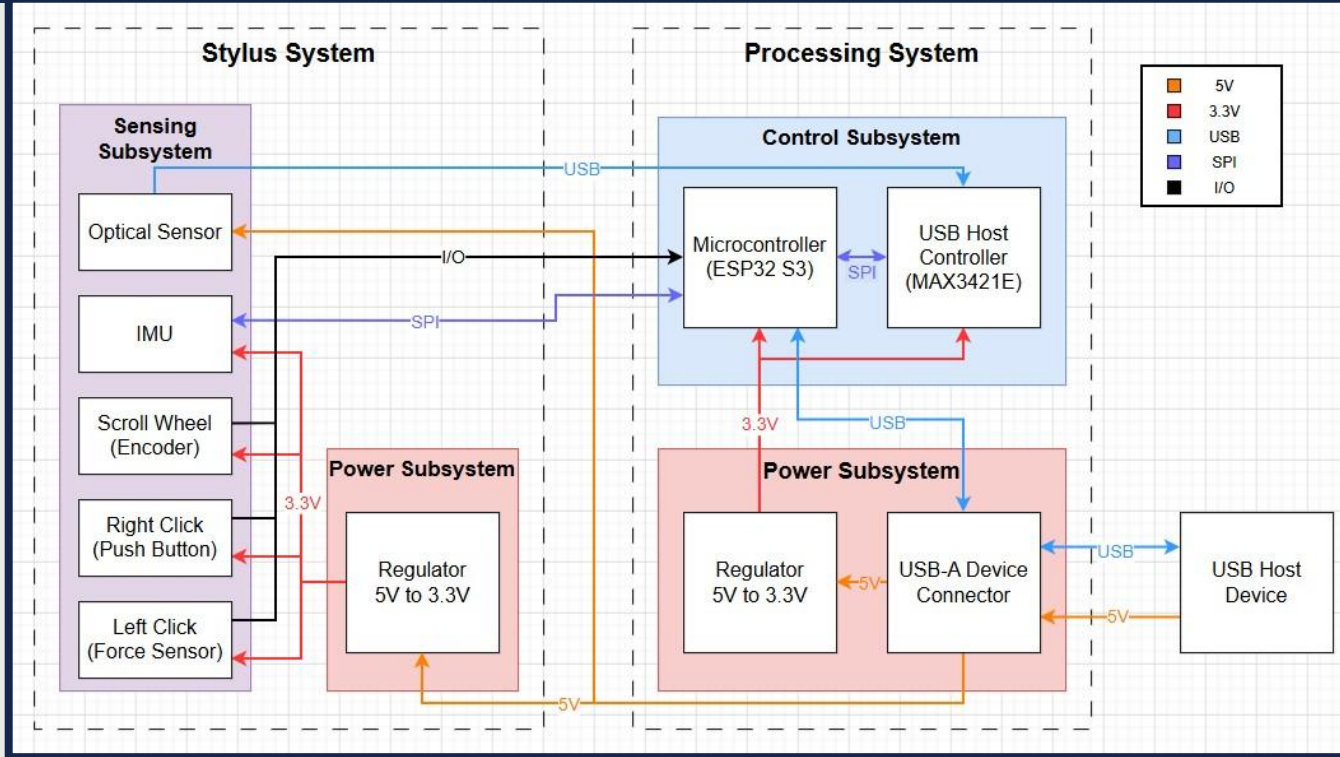 Stylus System
Processing System
5V
3.3V
USB
SPI
I/O
Sensing
Subsystem
Control Subsystem
USB
Optical Sensor
Microcontroller
(ESP32 S3)
SPI
USB Host
Controller
(MAX3421E)
I/O
IMU
SPI
Scroll Wheel
(Encoder)
3.3V
USB
Power Subsystem
Power Subsystem
Right Click
(Push Button)
3.3V
Regulator
5V to 3.3V
Regulator
5V to 3.3V
5V
USB-A Device
Connector
USB
5V
USB Host
Device
Left Click
(Force Sensor)
5V